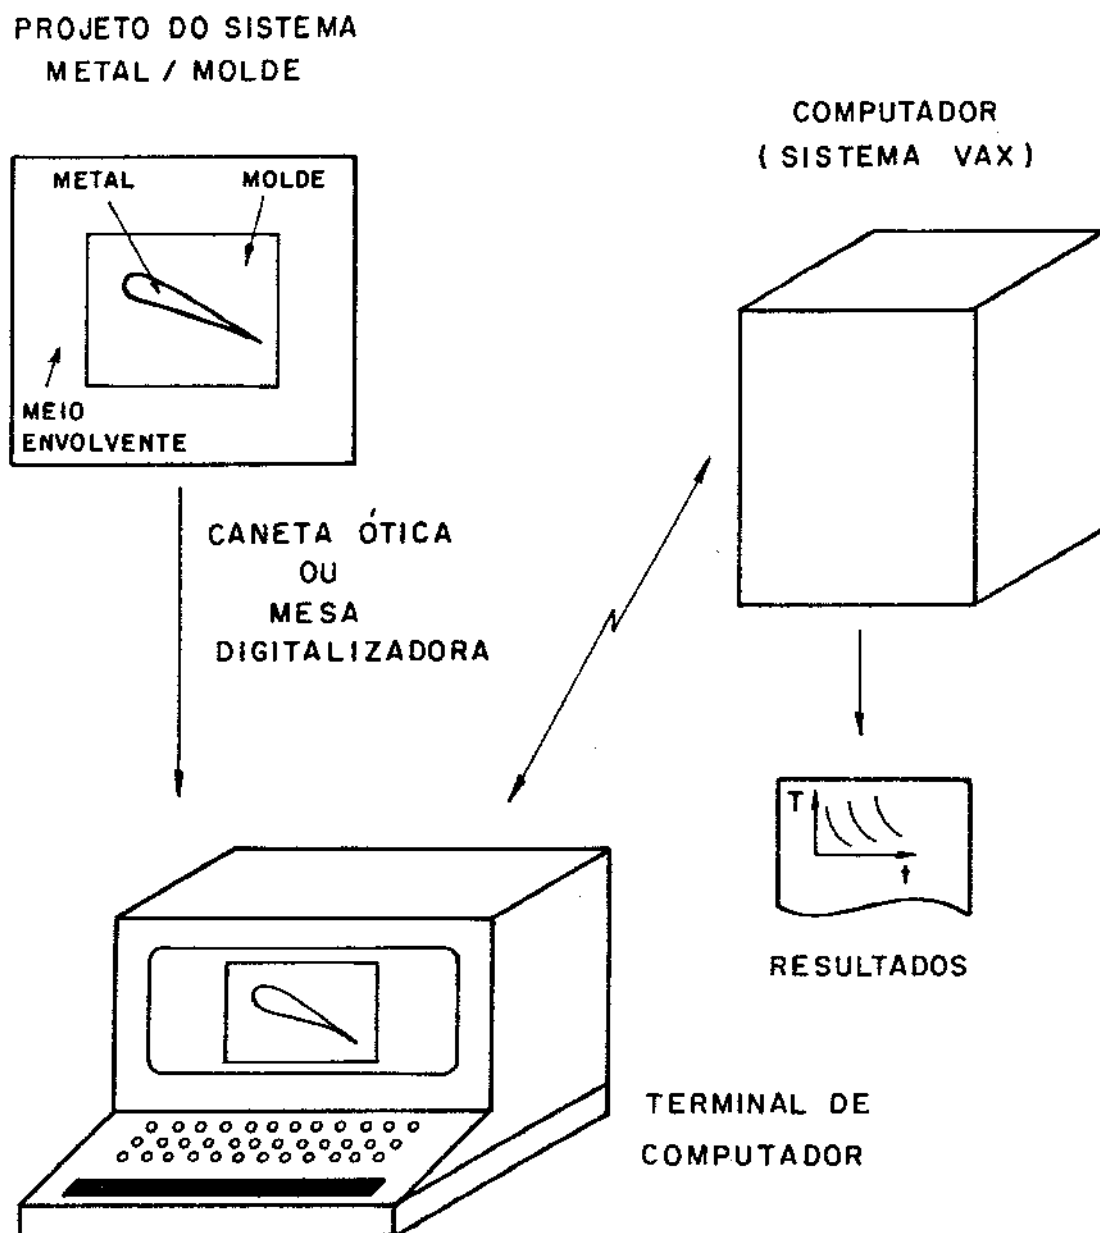 PROJETO DO SISTEMA
METAL / MOLDE
METAL
MOLDE
MEIO
ENVOLVENTE
COMPUTADOR
( SISTEMA VAX )
CANETA ÓTICA
OU
MESA
DIGITALIZADORA
T
t
RESULTADOS
TERMINAL DE
COMPUTADOR